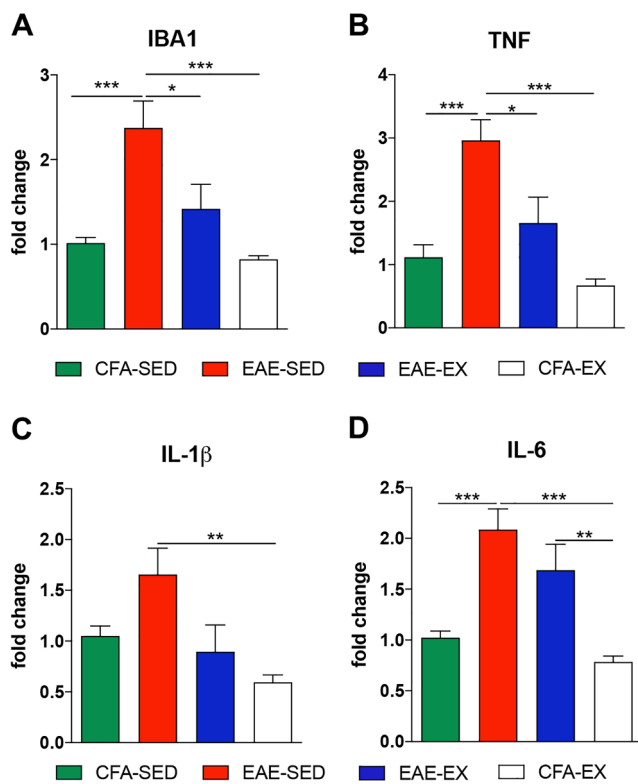 A
IBA1
fold change
3
2
1
0
***
*
***
B
TNF
fold change
4
3
2
1
0
***
*
***
CFA-SED EAE-SED EAE-EX CFA-EX
C
IL-1β
fold change
2.5
2.0
1.5
1.0
0.5
0.0
**
D
IL-6
fold change
2.5
2.0
1.5
1.0
0.5
0.0
***
***
**
CFA-SED EAE-SED EAE-EX CFA-EX